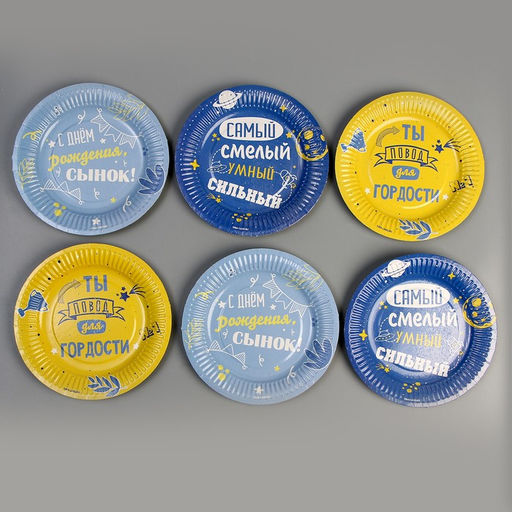 С ДНЁМ
рождения,
СЫНОК!
САМЫЙ
СМЕЛЫЙ
УМНЫЙ
СИЛЬНЫЙ
ТЫ
ПОВОД
для
ГОРДОСТИ
ТЫ
ПОВОД
для
ГОРДОСТИ
С ДНЁМ
рождения,
СЫНОК!
САМЫЙ
СМЕЛЫЙ
УМНЫЙ
СИЛЬНЫЙ